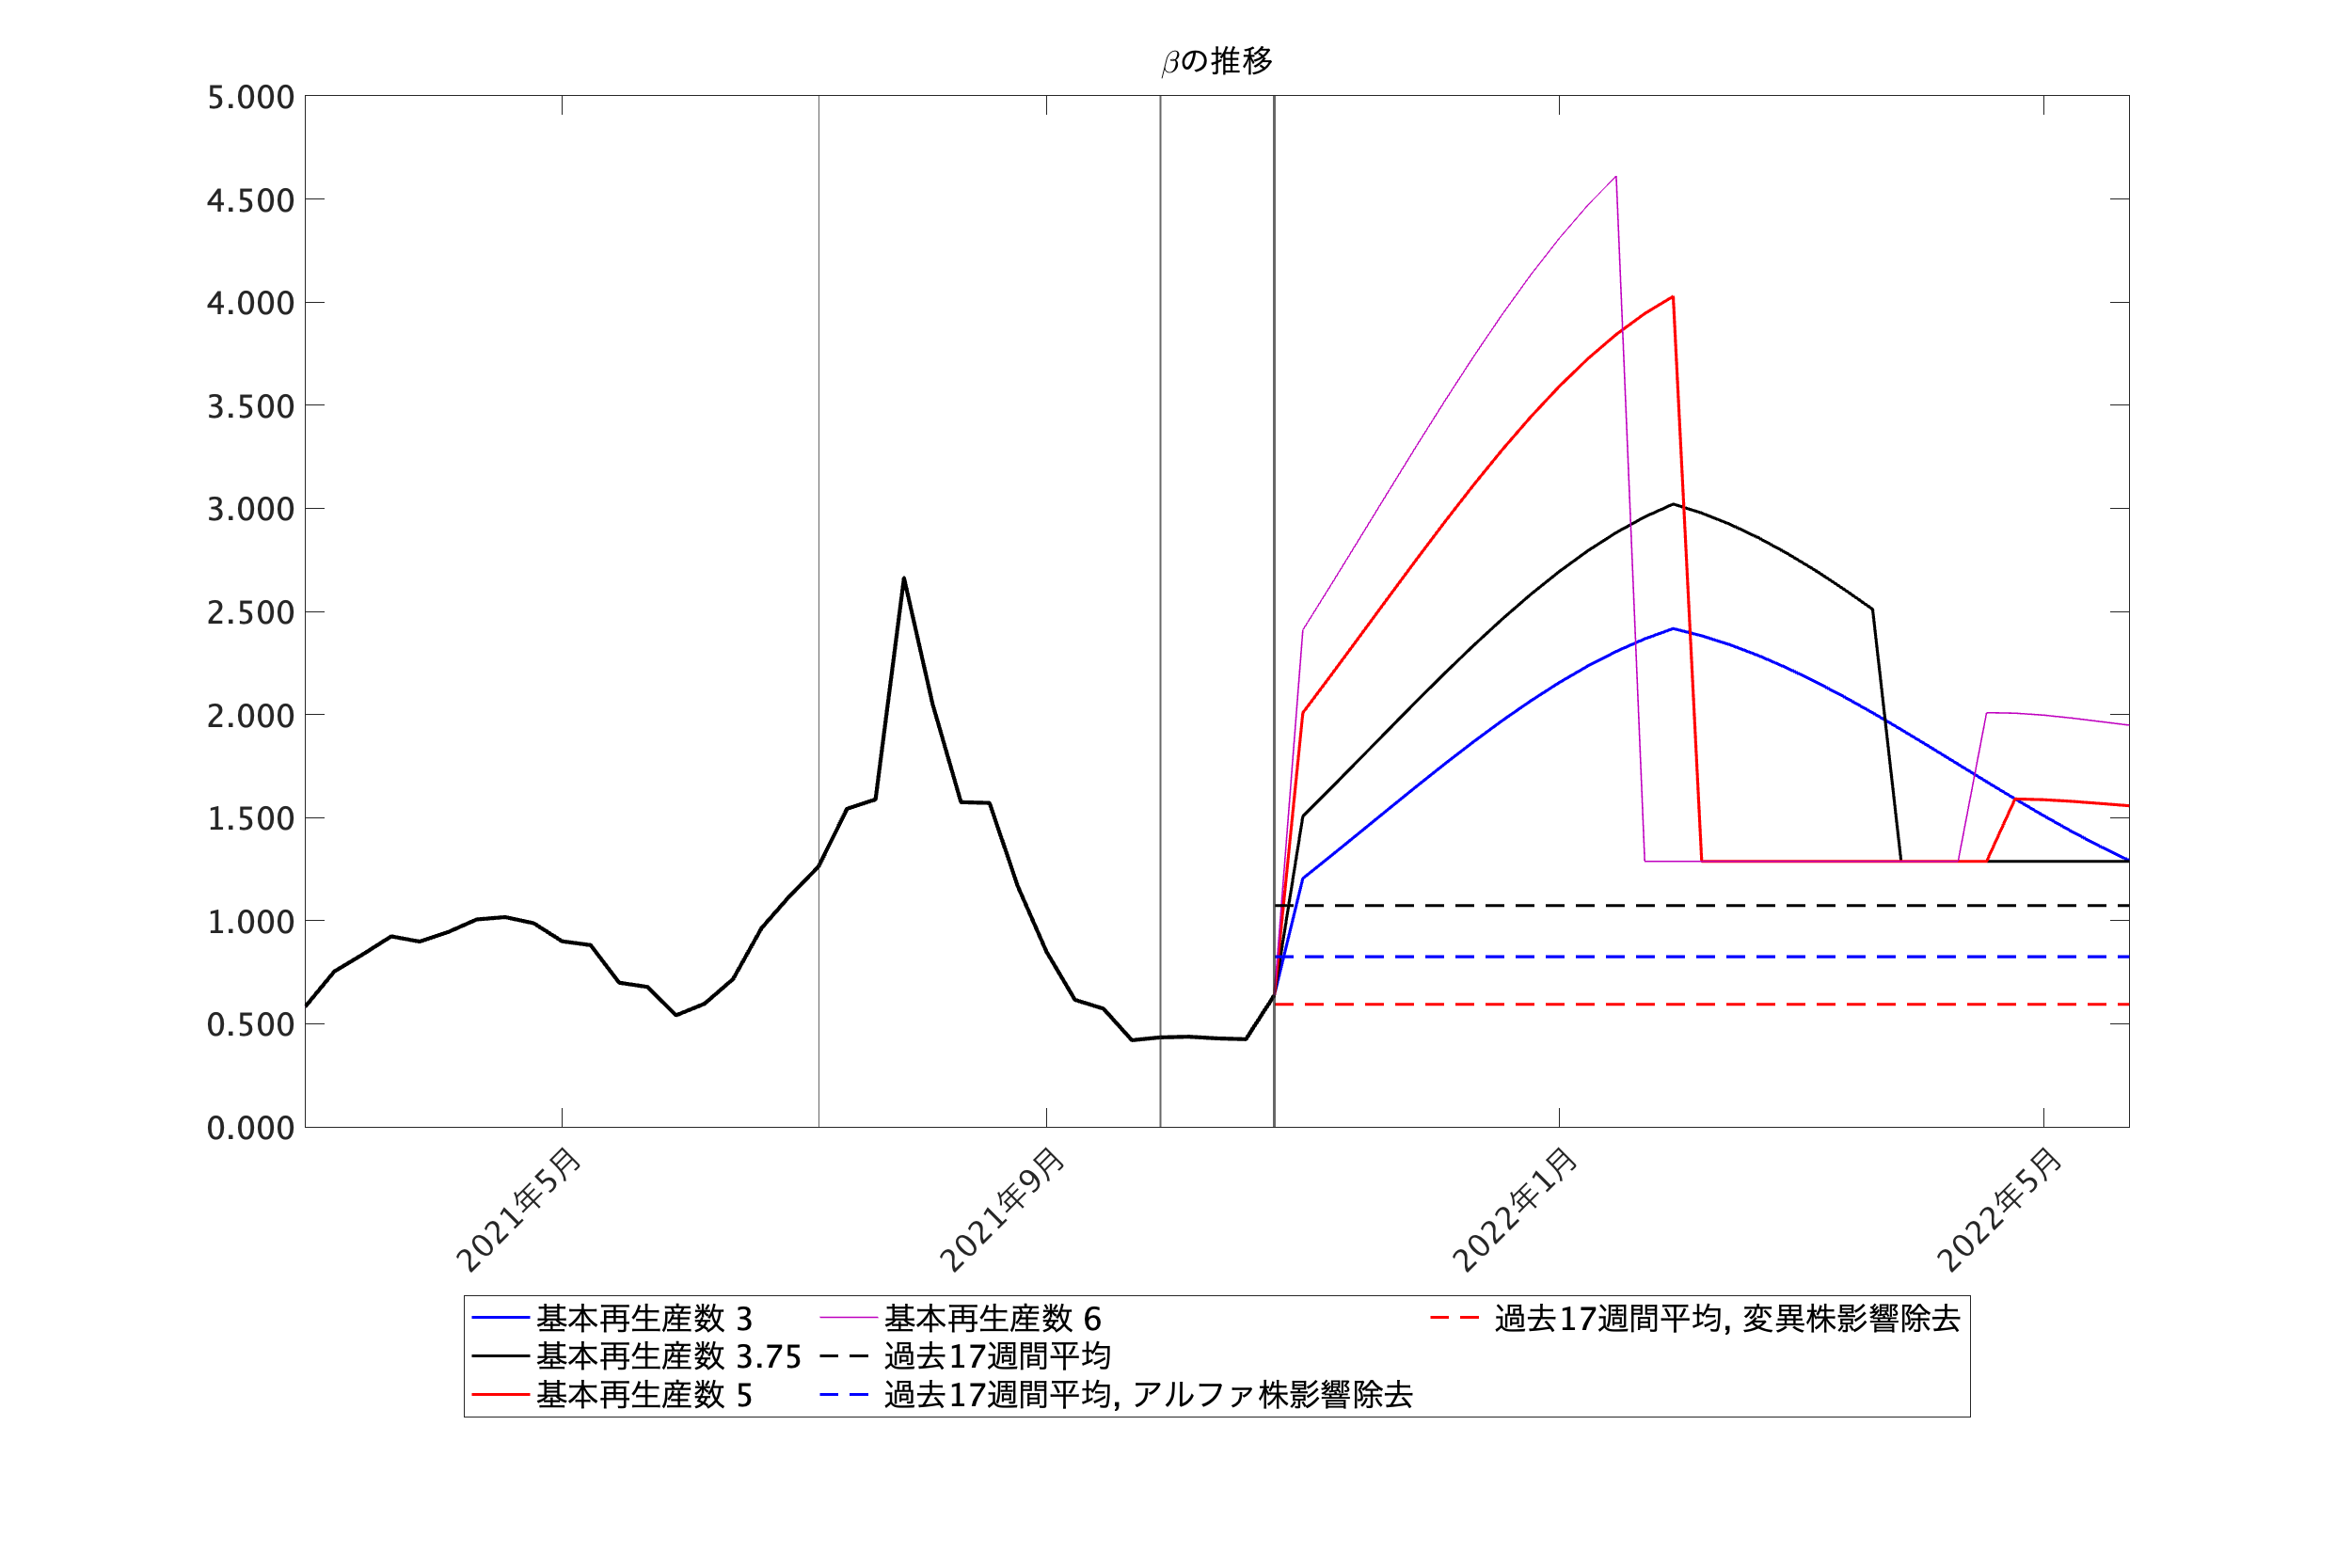 βの推移
5.000
4.500
4.000
3.500
3.000
2.500
2.000
1.500
1.000
0.500
0.000
2021年5月
2021年9月
2022年1月
2022年5月
基本再生産数 3
基本再生産数 3.75
基本再生産数 5
基本再生産数 6
過去17週間平均
過去17週間平均, アルファ株影響除去
過去17週間平均, 変異株影響除去